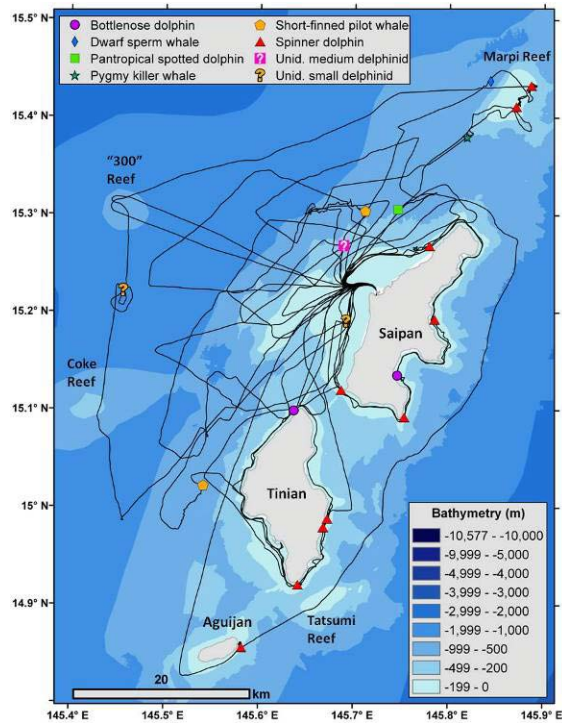 Bottlenose dolphin
Dwarf sperm whale
Pantropical spotted dolphin
Pygmy killer whale
Short-finned pilot whale
Spinner dolphin
? Unid. medium delphinid
? Unid. small delphinid
15.5° N
15.4° N
15.3° N
15.2° N
15.1° N
15° N
14.9° N
14.8° N
Marpi Reef
"300"
Reef
Saipan
Coke
Reef
Tinian
Aguijan
Tatsumi
Reef
Bathymetry (m)
-10,577 - -10,000
-9,999 - -5,000
-4,999 - -4,000
-3,999 - -3,000
-2,999 - -2,000
-1,999 - -1,000
-999 - -500
-499 - -200
-199 - 0
20
km
145.4° E
145.5° E
145.6° E
145.7° E
145.8° E
145.9° E